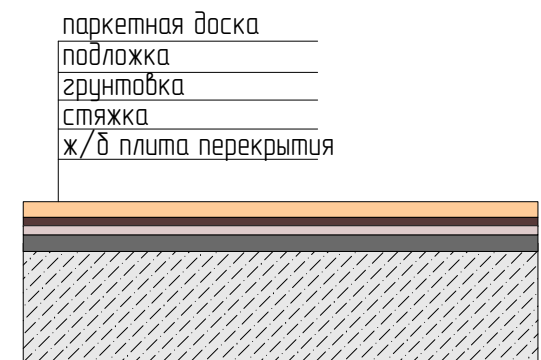 паркетная доска
подложка
грунтовка
стяжка
ж/б плита перекрытия